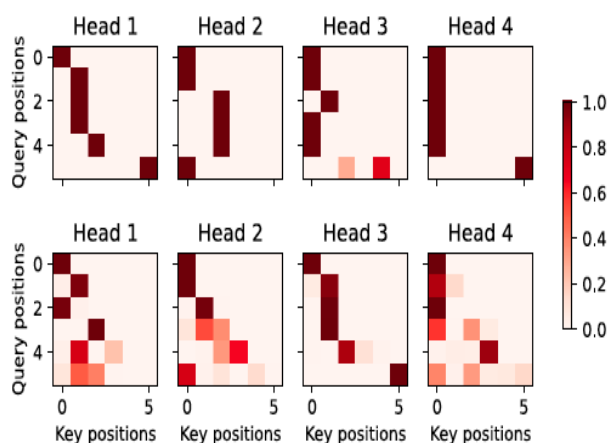 Head 1 Head 2 Head 3 Head 4
Query positions
0
2
4
0 5
1.0
0.8
0.6
0.4
0.2
0.0
Head 1 Head 2 Head 3 Head 4
Query positions
0
2
4
0 5 0 5 0 5 0 5
Key positions Key positions Key positions Key positions